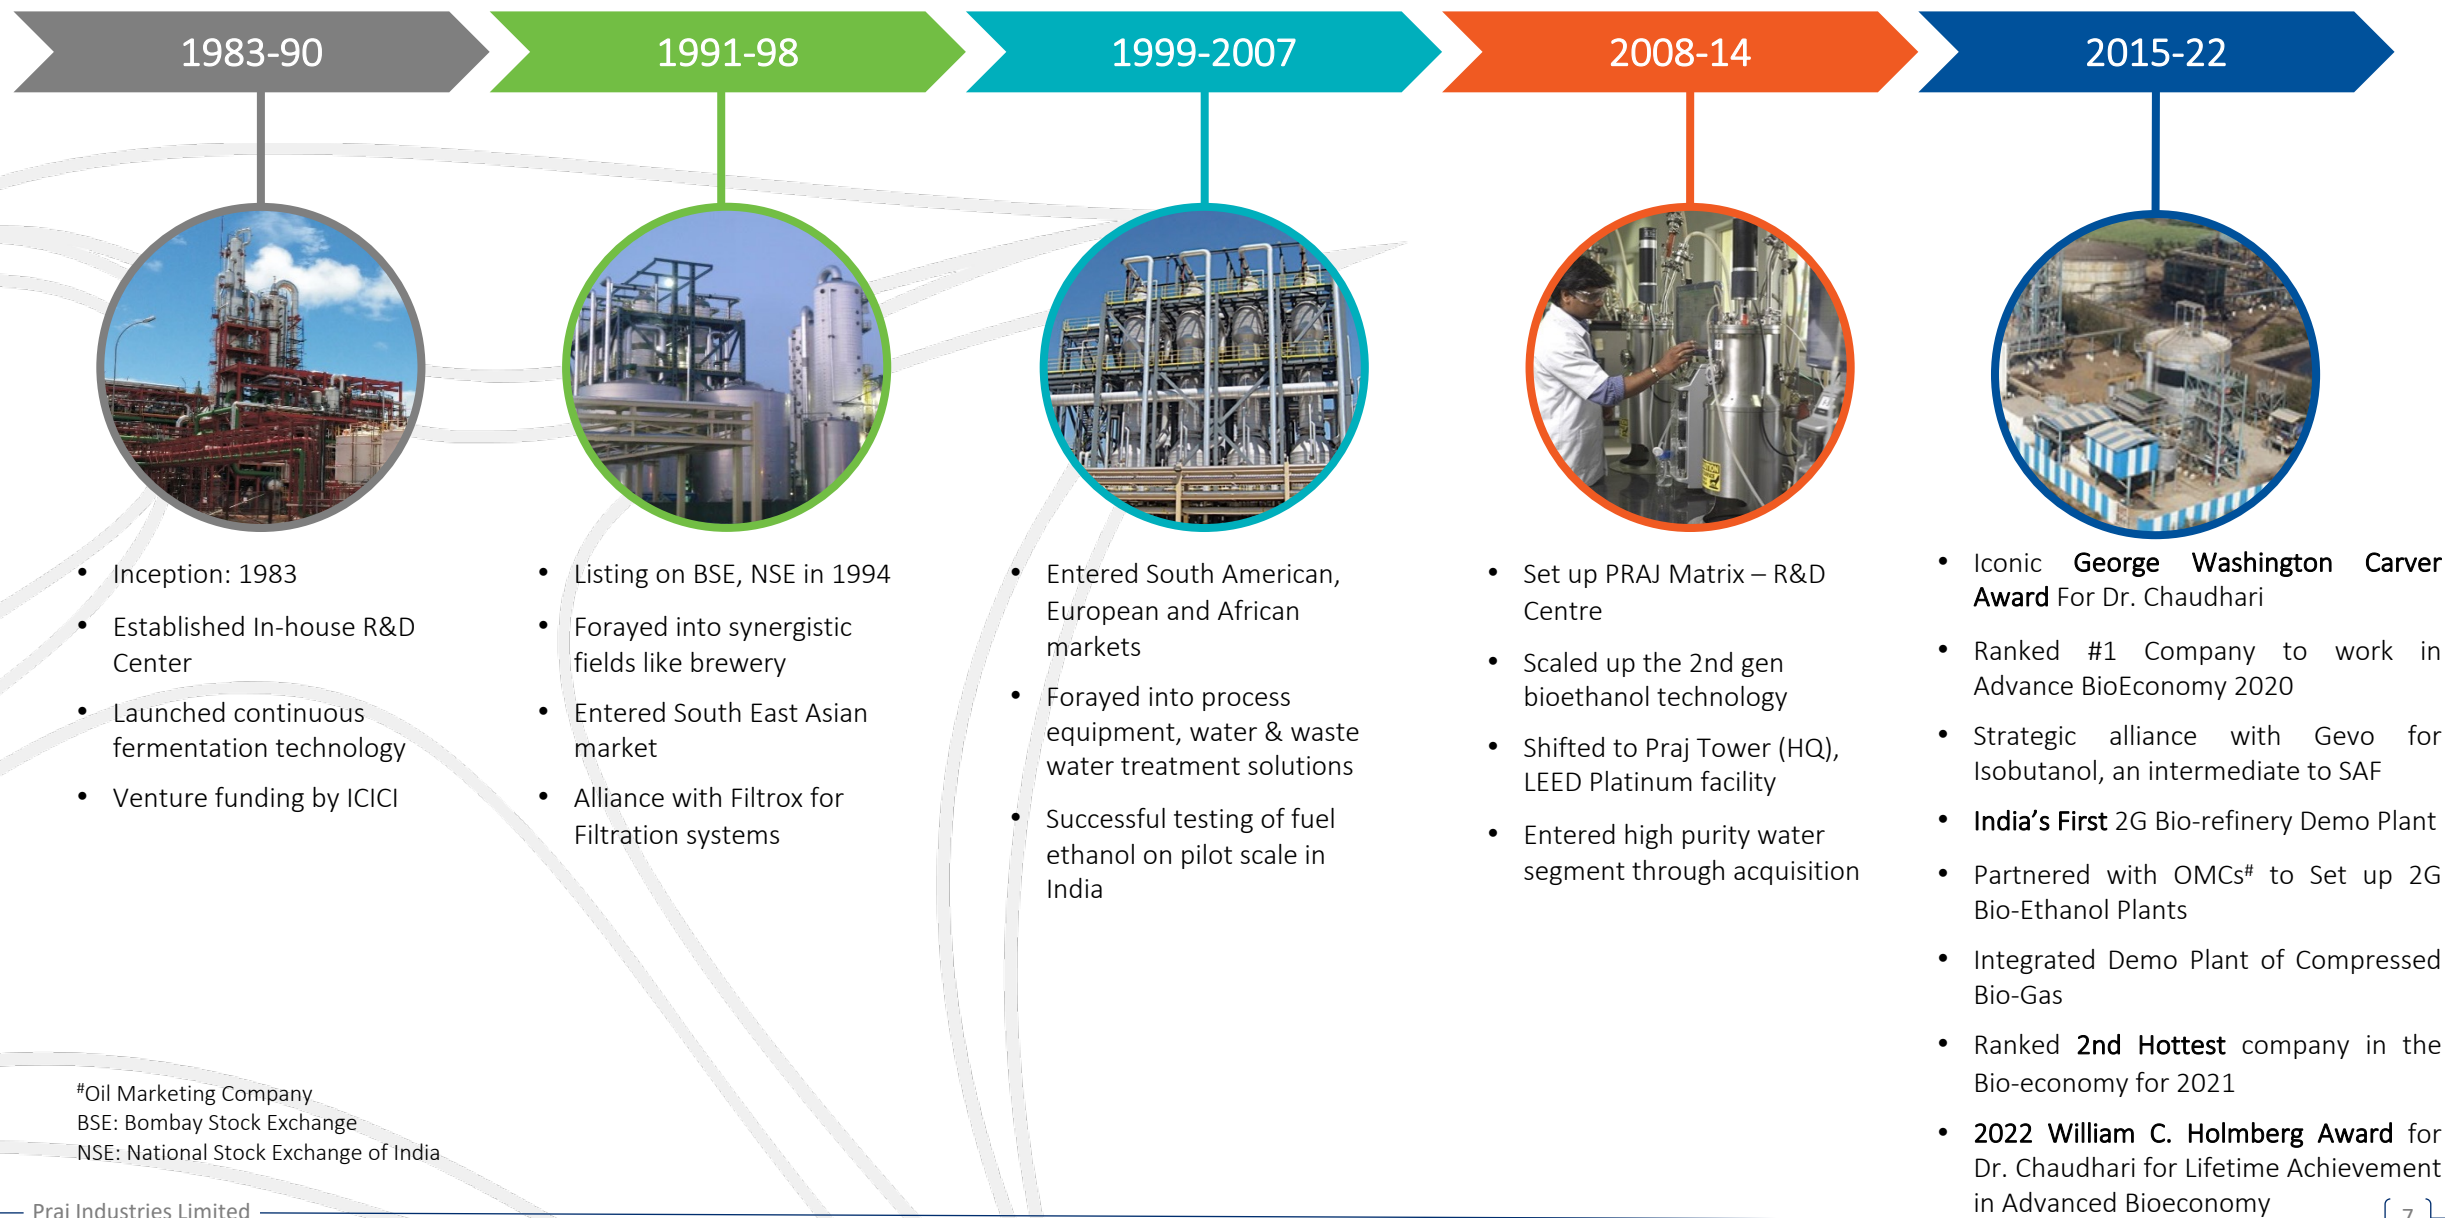 1983-90
1991-98
1999-2007
2008-14
2015-22
• Inception: 1983
• Established In-house R&D
Center
• Launched continuous
fermentation technology
• Venture funding by ICICI
• Listing on BSE, NSE in 1994
• Forayed into synergistic
fields like brewery
• Entered South East Asian
market
• Alliance with Filtrox for
Filtration systems
• Entered South American,
European and African
markets
• Forayed into process
equipment, water & waste
water treatment solutions
• Successful testing of fuel
ethanol on pilot scale in
India
• Set up PRAJ Matrix – R&D
Centre
• Scaled up the 2nd gen
bioethanol technology
• Shifted to Praj Tower (HQ),
LEED Platinum facility
• Entered high purity water
segment through acquisition
• Iconic George Washington Carver
Award For Dr. Chaudhari
• Ranked #1 Company to work in
Advance BioEconomy 2020
• Strategic alliance with Gevo for
Isobutanol, an intermediate to SAF
• India's First 2G Bio-refinery Demo Plant
• Partnered with OMCs# to Set up 2G
Bio-Ethanol Plants
• Integrated Demo Plant of Compressed
Bio-Gas
• Ranked 2nd Hottest company in the
Bio-economy for 2021
• 2022 William C. Holmberg Award for
Dr. Chaudhari for Lifetime Achievement
in Advanced Bioeconomy
#Oil Marketing Company
BSE: Bombay Stock Exchange
NSE: National Stock Exchange of India
Praj Industries Limited
7